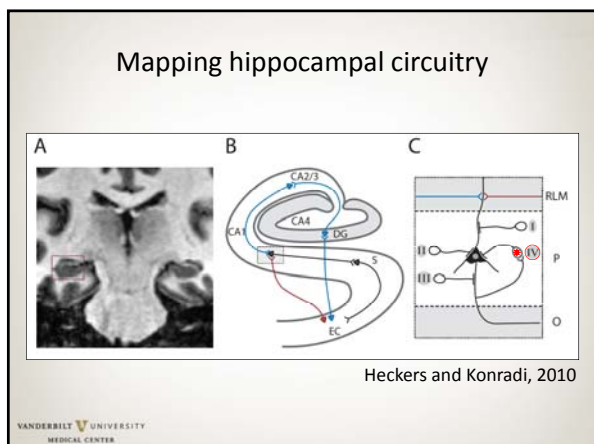 Mapping hippocampal circuitry
A
B
C
CA2/3
CA4
CA1
DG
S
EC
RLM
I
II
IV
P
III
O
Heckers and Konradi, 2010
VANDERBILT V UNIVERSITY
MEDICAL CENTER